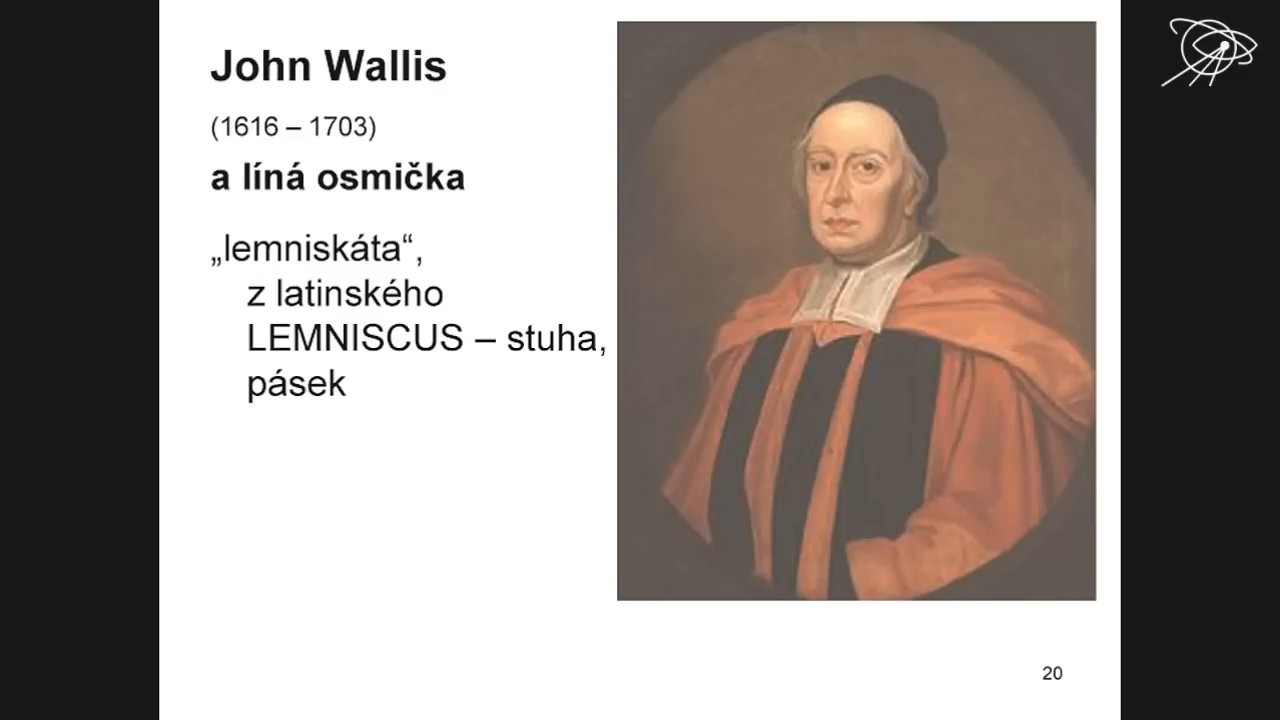 John Wallis
(1616 – 1703)
a líná osmička
„lemniskáta“,
z latinského
LEMNISCUS – stuha,
pásek
20